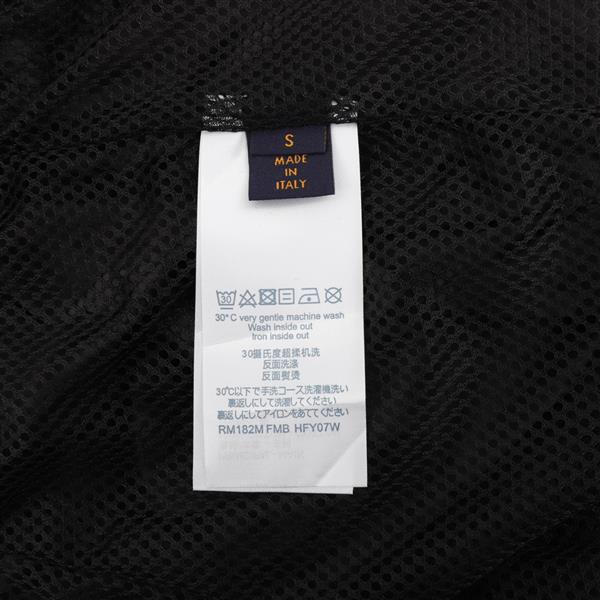 S
MADE
IN
ITALY
30
30°C very gentle machine wash
Wash inside out
Iron inside out
30摄氏度超柔机洗
反面洗涤
反面熨烫
30℃以下で手洗コース洗濯機洗い
裏返しにして洗濯してください
裏返しにしてアイロンをあててください
RM182M FMB HFY07W